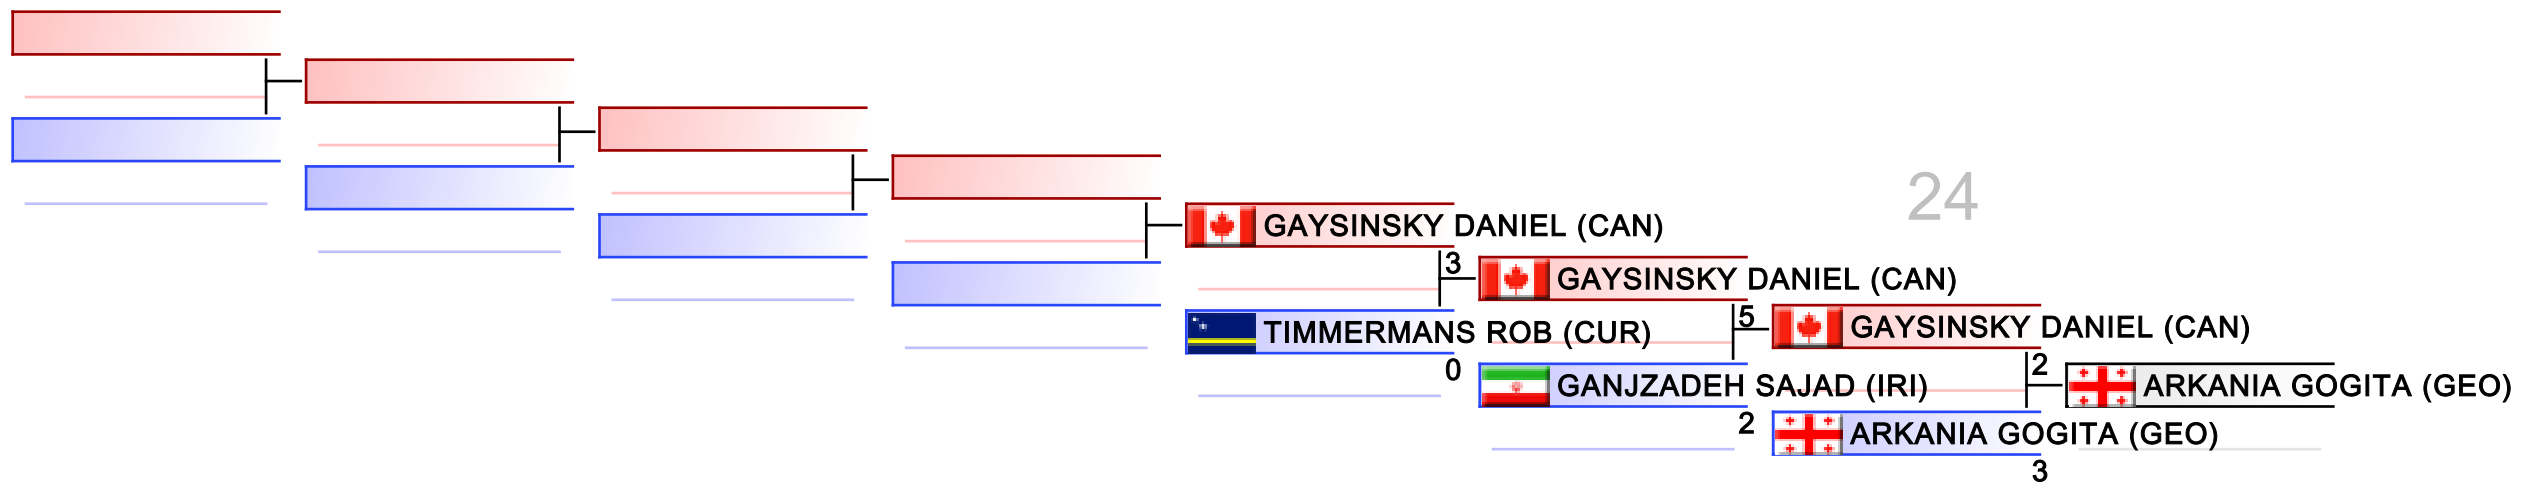 24
GAYSINSKY DANIEL (CAN)
3
GAYSINSKY DANIEL (CAN)
TIMMERMANS ROB (CUR)
0
5
GAYSINSKY DANIEL (CAN)
GANJZADEH SAJAD (IRI)
2
2
ARKANIA GOGITA (GEO)
ARKANIA GOGITA (GEO)
3